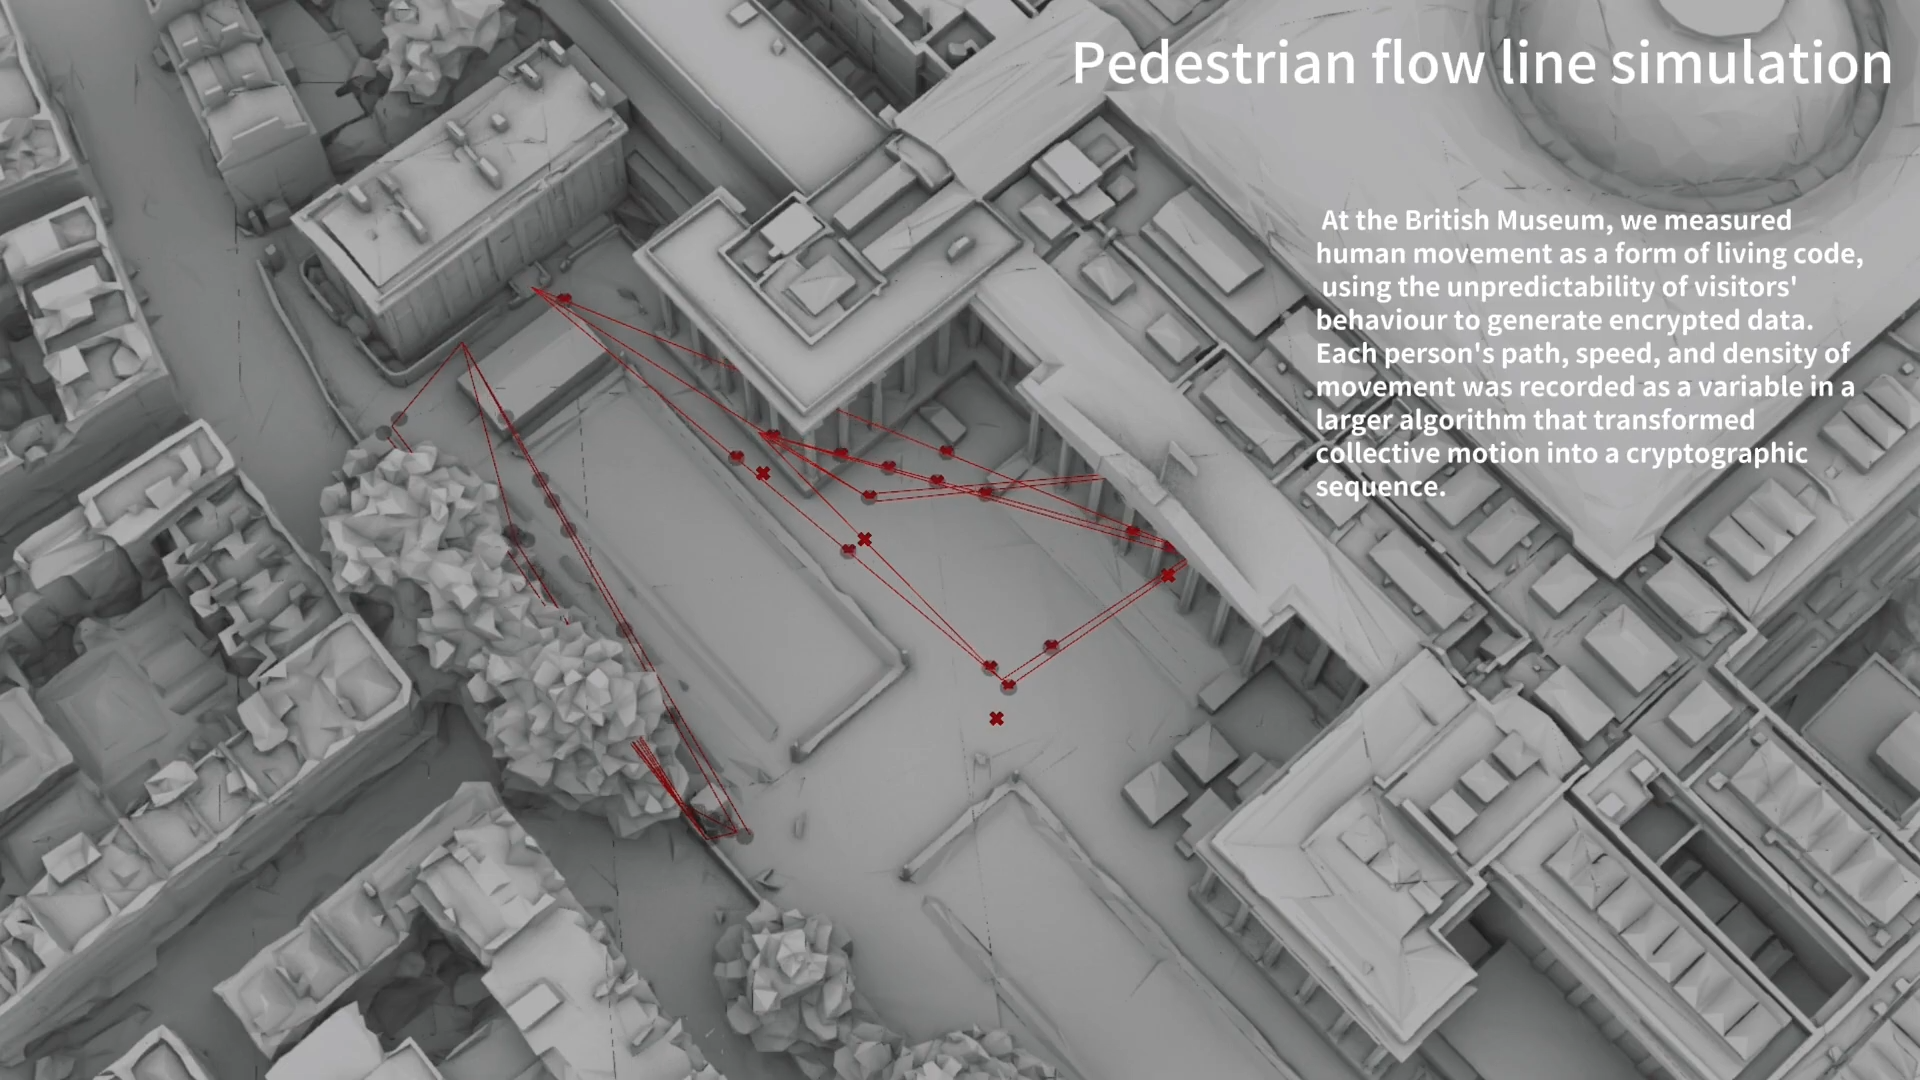 Pedestrian flow line simulation
At the British Museum, we measured
human movement as a form of living code,
using the unpredictability of visitors'
behaviour to generate encrypted data.
Each person's path, speed, and density of
movement was recorded as a variable in a
larger algorithm that transformed
collective motion into a cryptographic
sequence.